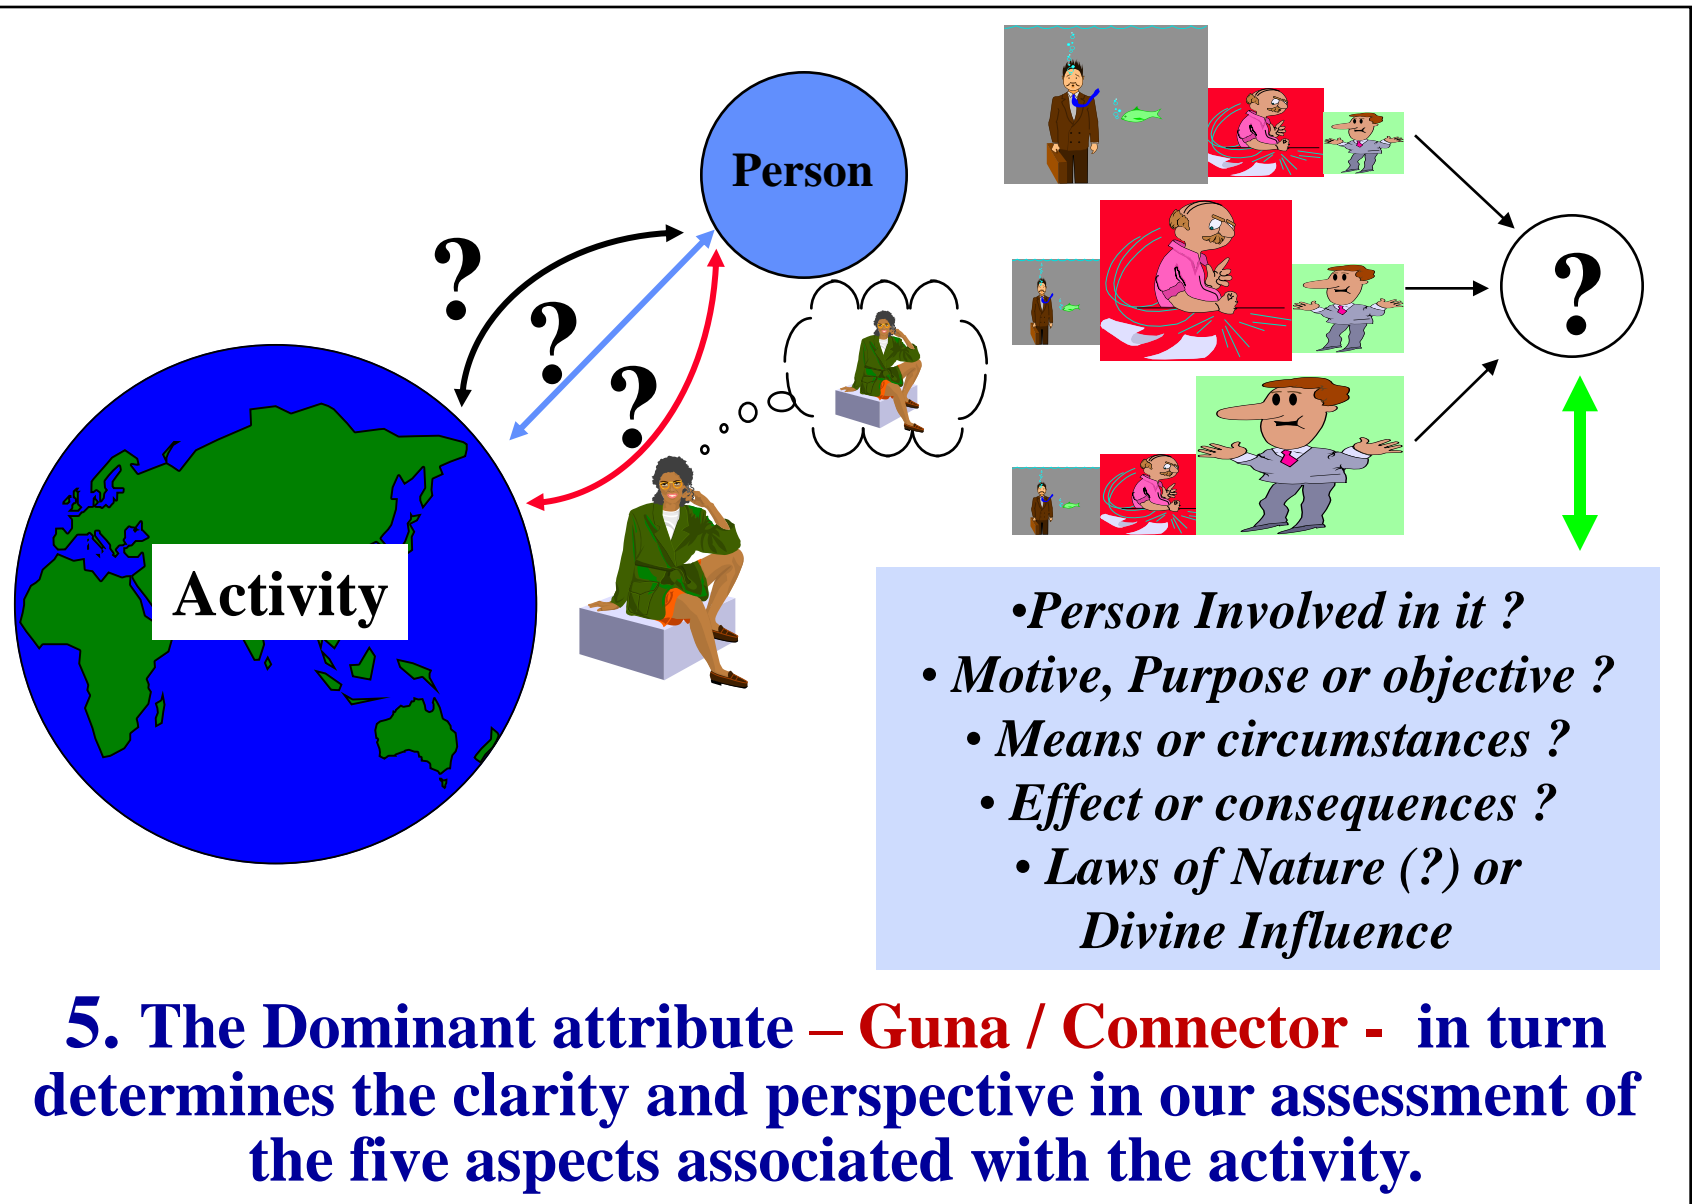 Person
?
?
?
?
Activity
•Person Involved in it ?
• Motive, Purpose or objective ?
• Means or circumstances ?
• Effect or consequences ?
• Laws of Nature (?) or
Divine Influence
5. The Dominant attribute – Guna / Connector - in turn
determines the clarity and perspective in our assessment of
the five aspects associated with the activity.